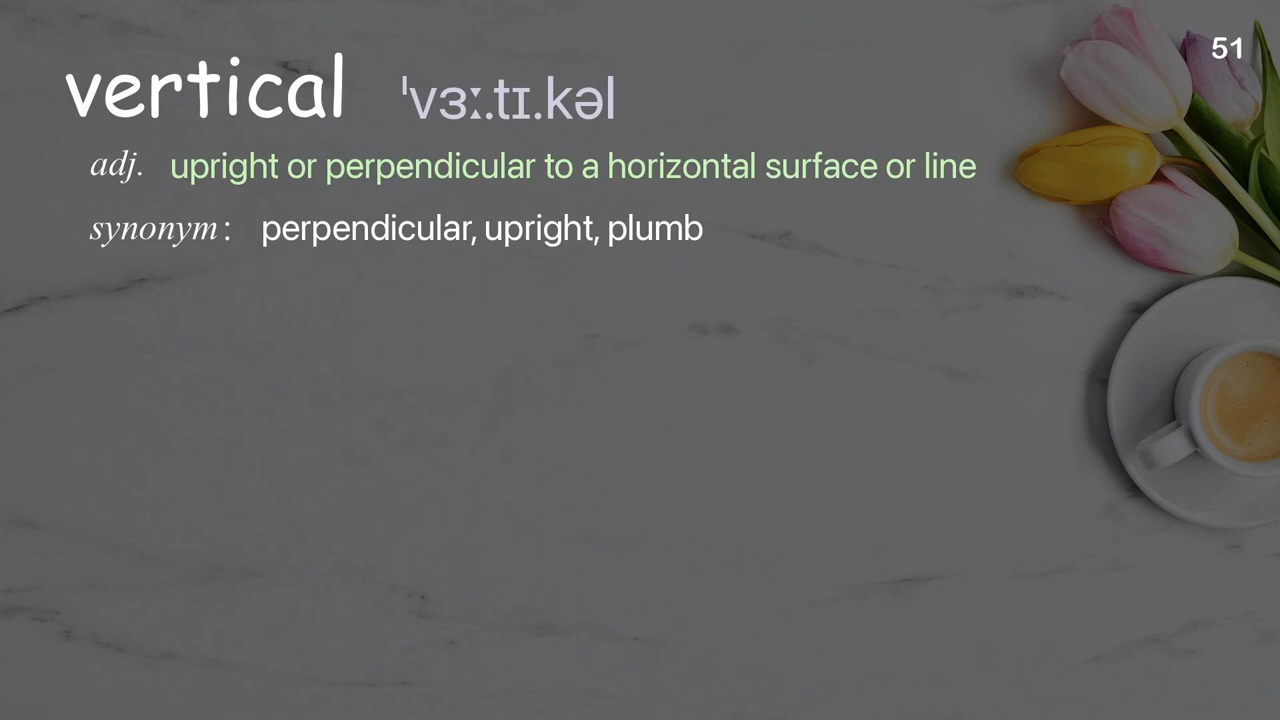 51
vertical ˈvɜː.tɪ.kəl
adj. upright or perpendicular to a horizontal surface or line
synonym: perpendicular, upright, plumb